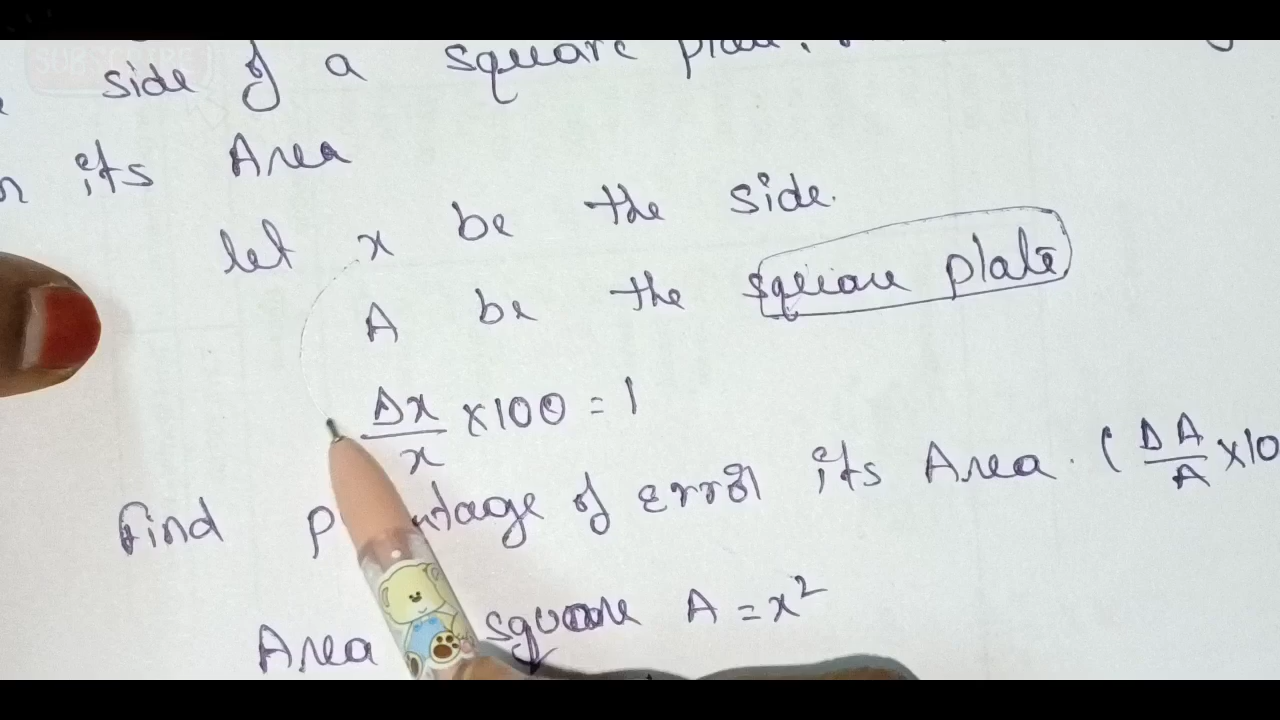 SUBSCRIBE
side of a square plate.
its Area
let x be the side.
A be the square plate
Δx/x ×100 = 1
Find of error its Area. (ΔA/A ×10
Area square A = x²